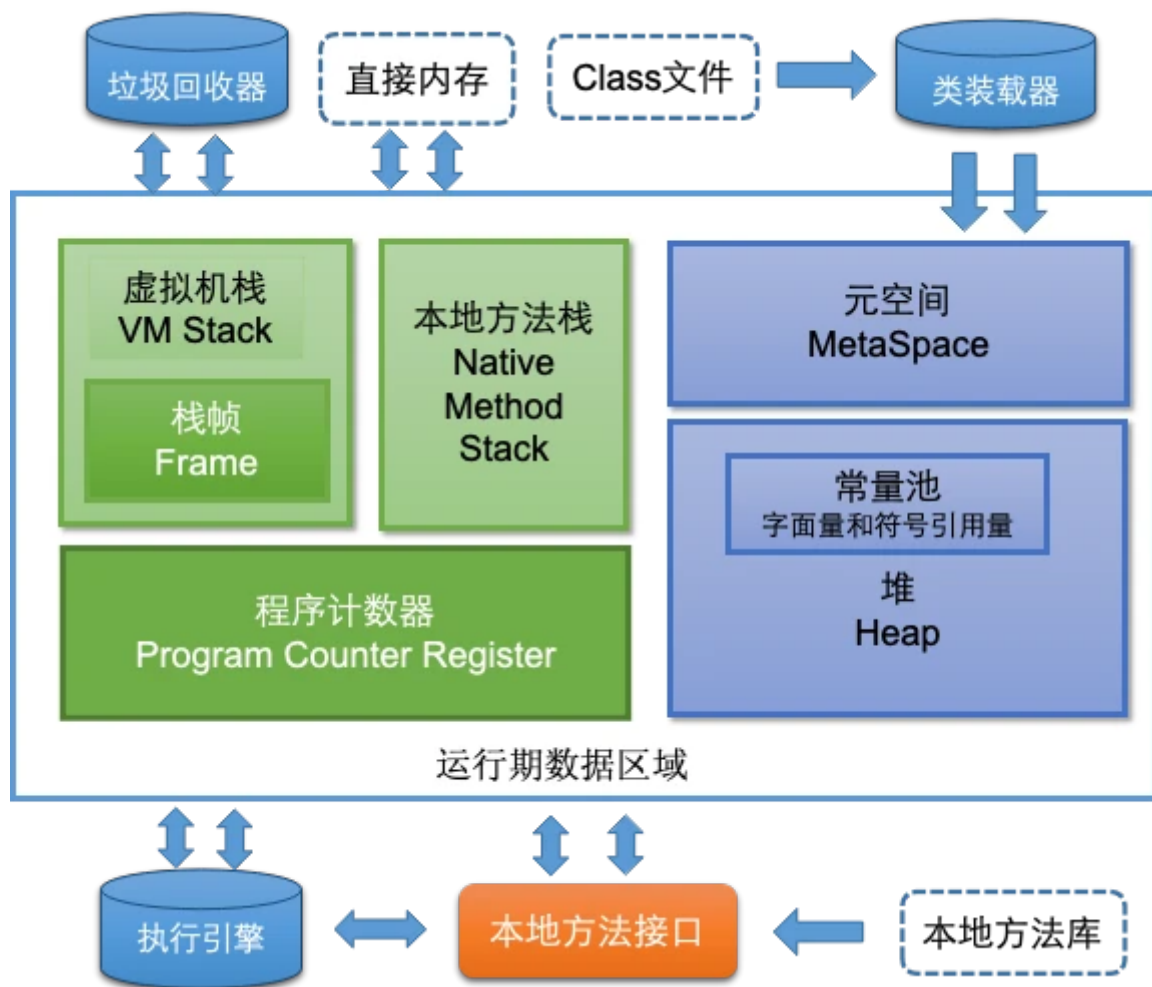 垃圾回收器
直接内存
Class文件
类装载器
虚拟机栈
VM Stack
栈帧
Frame
本地方法栈
Native
Method
Stack
元空间
MetaSpace
常量池
字面量和符号引用量
堆
Heap
程序计数器
Program Counter Register
运行期数据区域
执行引擎
本地方法接口
本地方法库